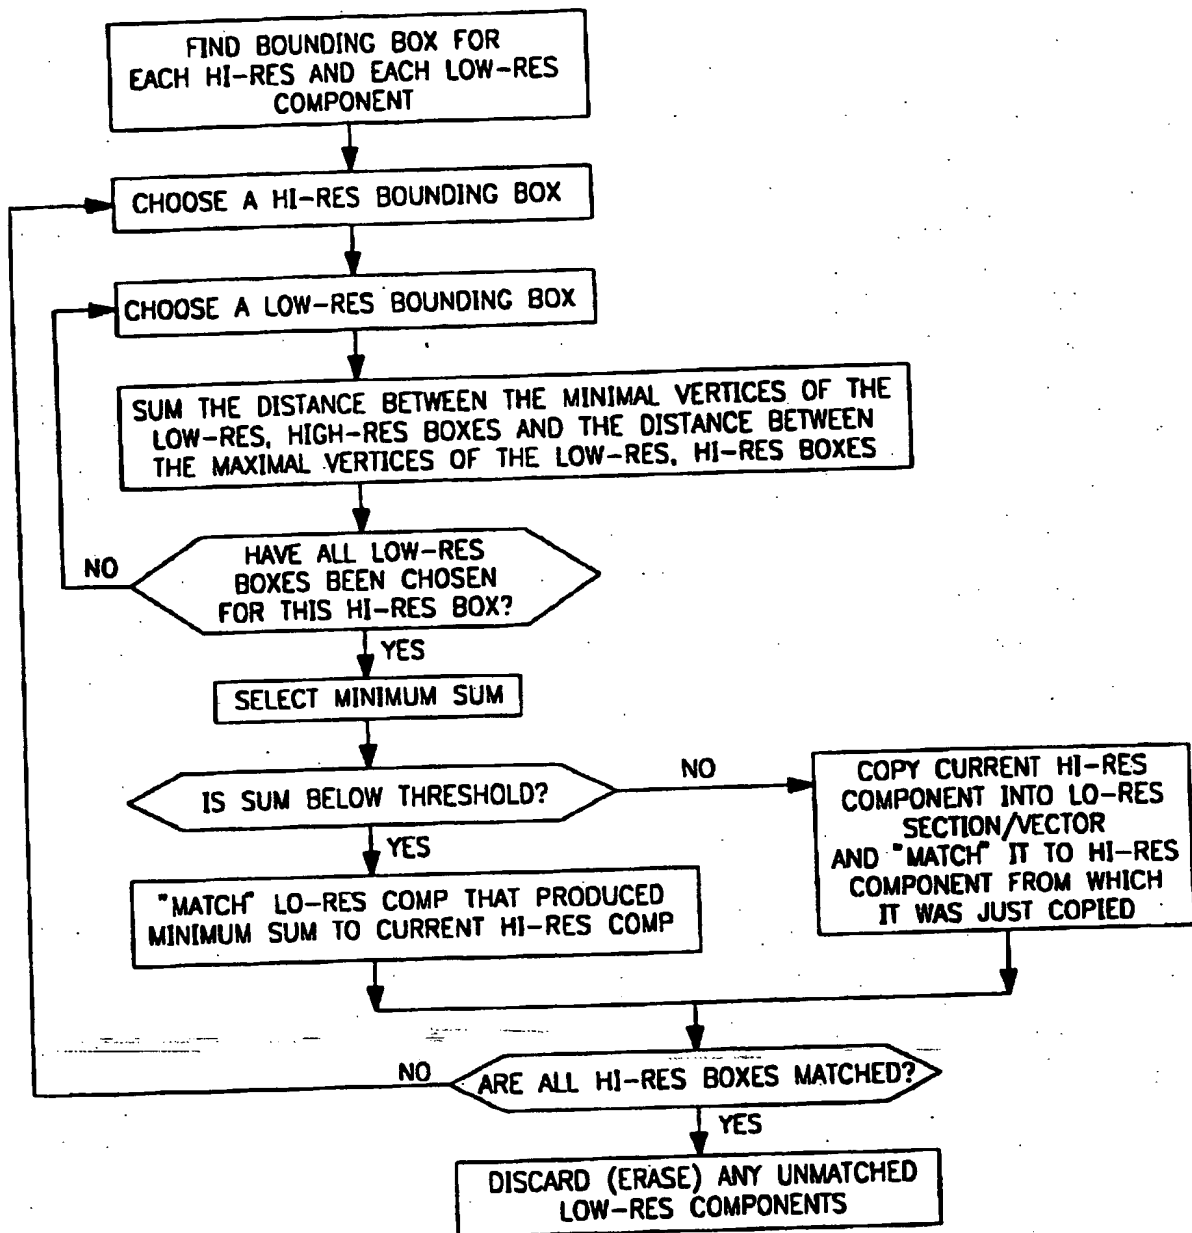 FIND BOUNDING BOX FOR
EACH HI-RES AND EACH LOW-RES
COMPONENT
CHOOSE A HI-RES BOUNDING BOX
CHOOSE A LOW-RES BOUNDING BOX
SUM THE DISTANCE BETWEEN THE MINIMAL VERTICES OF THE
LOW-RES, HIGH-RES BOXES AND THE DISTANCE BETWEEN
THE MAXIMAL VERTICES OF THE LOW-RES, HI-RES BOXES
HAVE ALL LOW-RES
BOXES BEEN CHOSEN
FOR THIS HI-RES BOX?
NO
YES
SELECT MINIMUM SUM
IS SUM BELOW THRESHOLD?
NO
YES
"MATCH" LO-RES COMP THAT PRODUCED
MINIMUM SUM TO CURRENT HI-RES COMP
COPY CURRENT HI-RES
COMPONENT INTO LO-RES
SECTION/VECTOR
AND "MATCH" IT TO HI-RES
COMPONENT FROM WHICH
IT WAS JUST COPIED
ARE ALL HI-RES BOXES MATCHED?
NO
YES
DISCARD (ERASE) ANY UNMATCHED
LOW-RES COMPONENTS